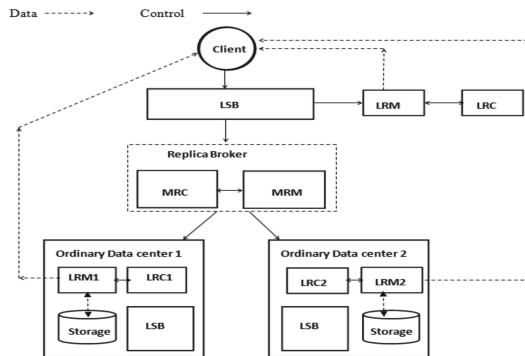 Data Control
Client
LSB LRM LRC
Replica Broker
MRC MRM
Ordinary Data center 1 Ordinary Data center 2
LRM1 LRC1 LRC2 LRM2
Storage LSB LSB Storage